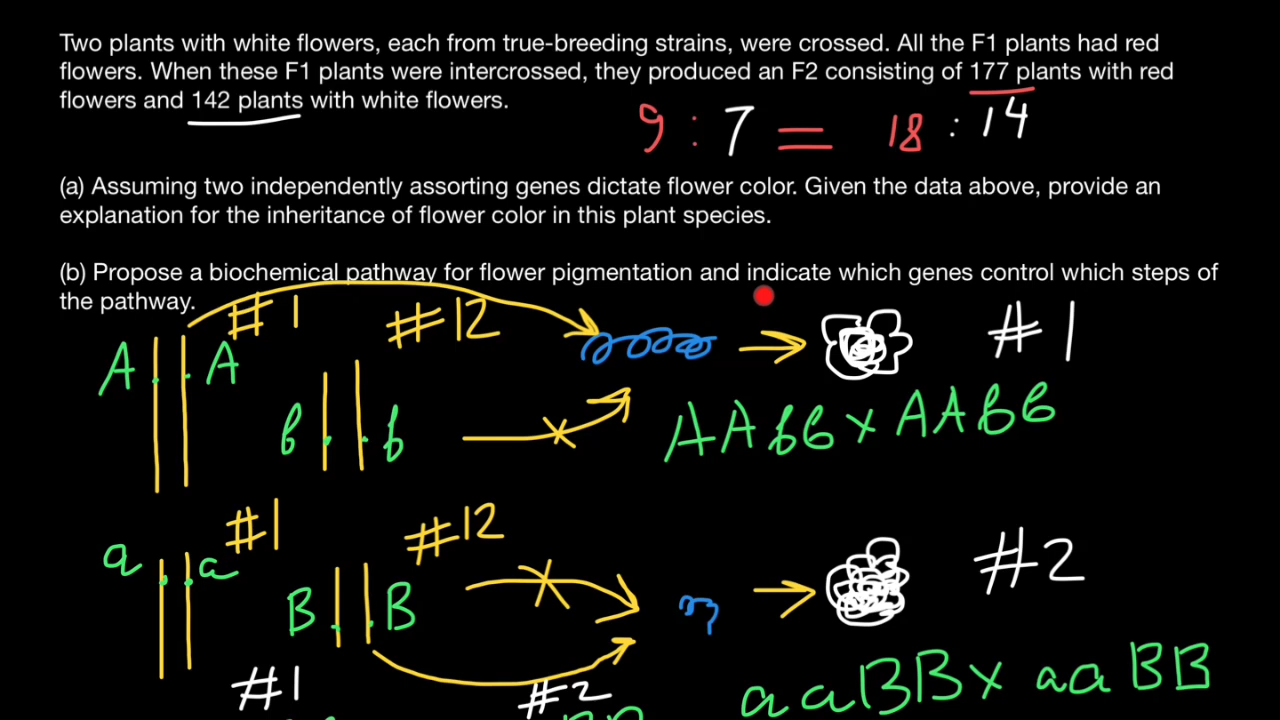 Two plants with white flowers, each from true-breeding strains, were crossed. All the F1 plants had red
flowers. When these F1 plants were intercrossed, they produced an F2 consisting of 177 plants with red
flowers and 142 plants with white flowers.
9 : 7 = 18 : 14
(a) Assuming two independently assorting genes dictate flower color. Given the data above, provide an
explanation for the inheritance of flower color in this plant species.
(b) Propose a biochemical pathway for flower pigmentation and indicate which genes control which steps of
the pathway.
#1 #12 #1
A A
b b AAbb x AAbb
#1 #12
a a #2
B B
#1 #2 aaBB x aaBB